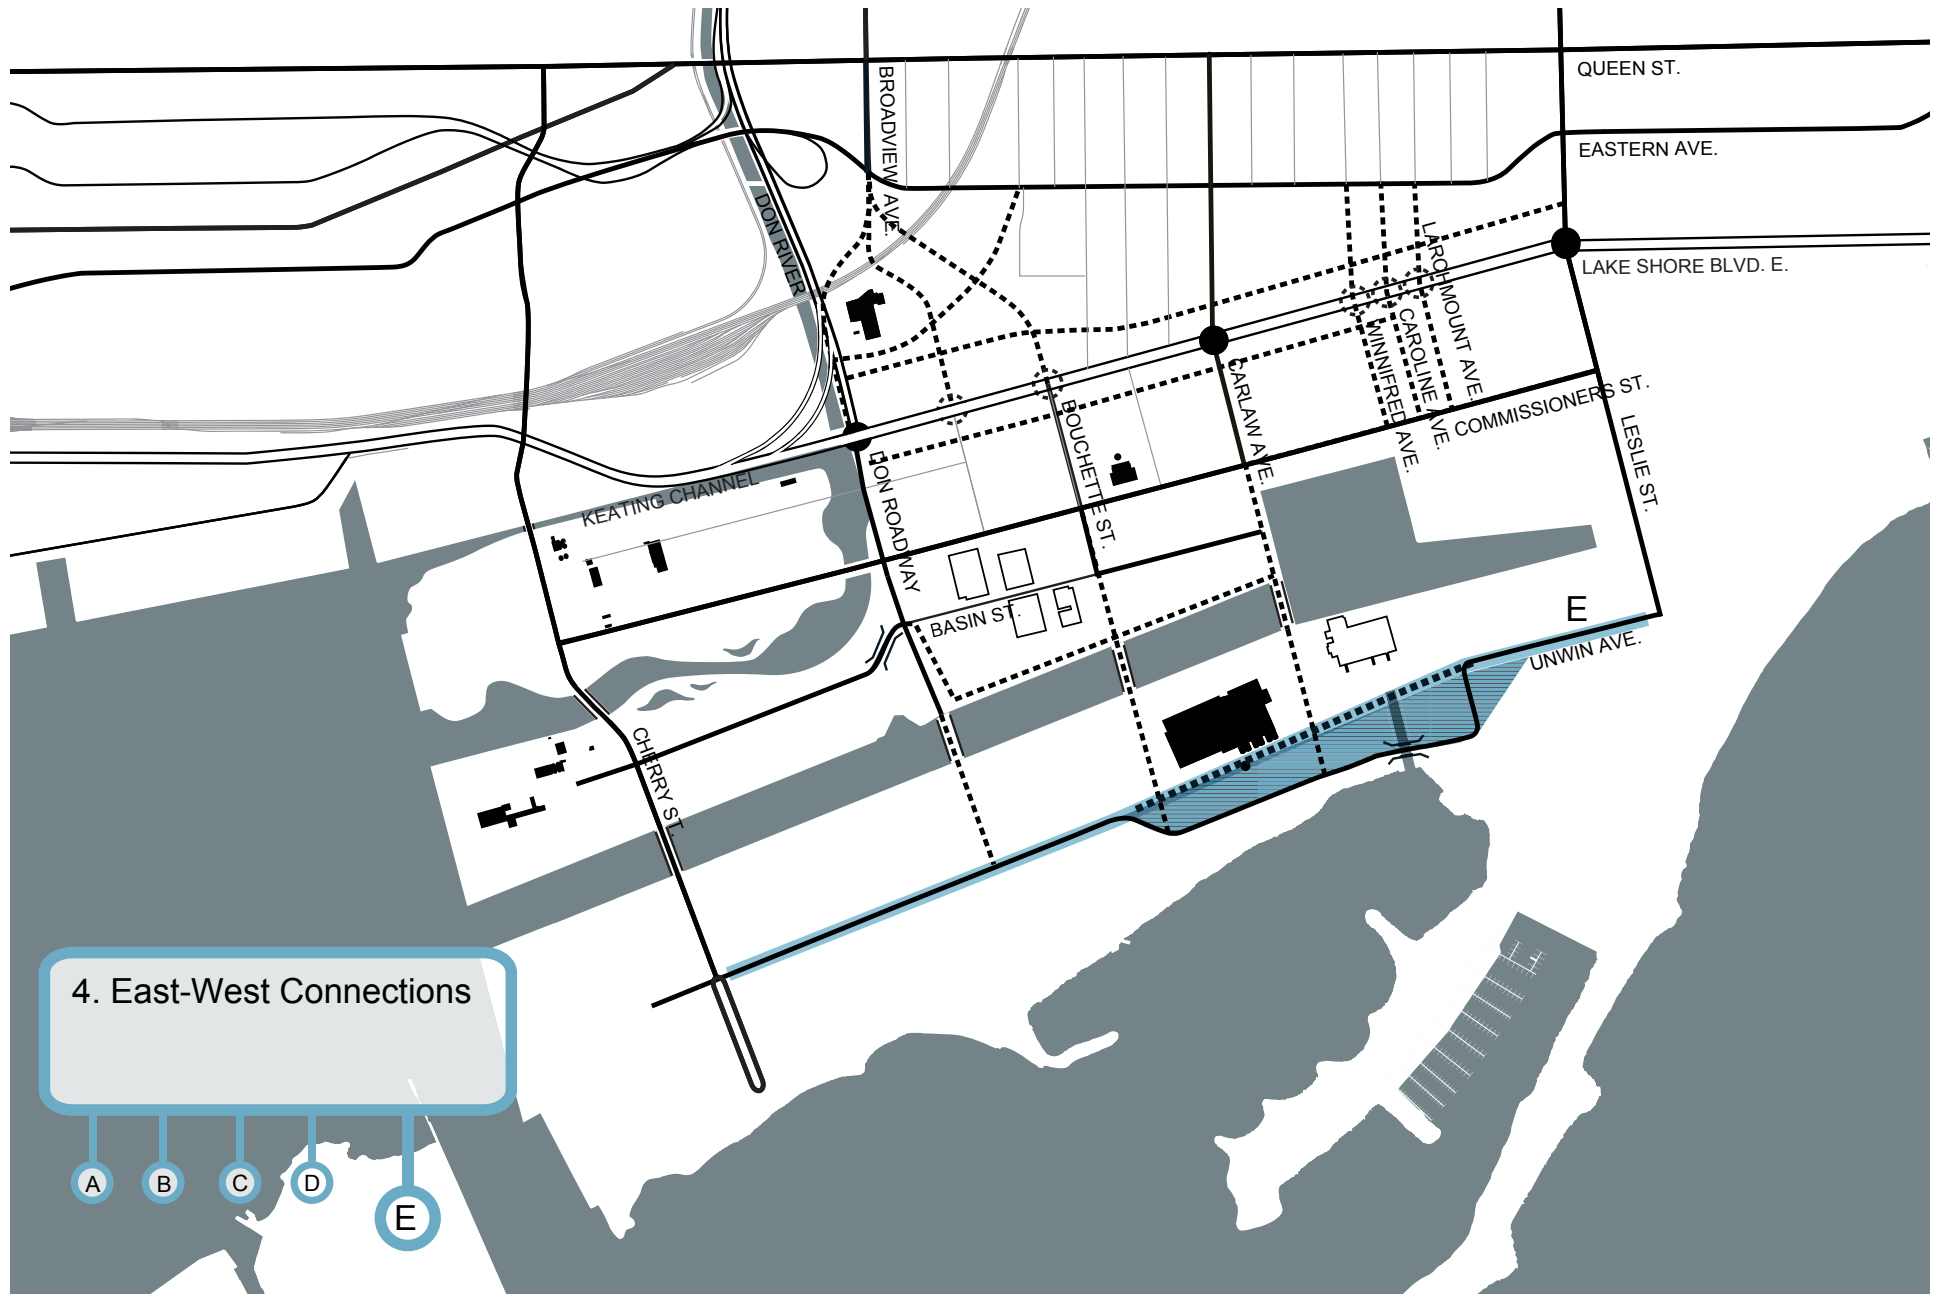 QUEEN ST.
BROADVIEW AVE.
EASTERN AVE.
DON RIVER
LARCHMOUNT AVE.
LAKE SHORE BLVD. E.
WINNIFRED AVE.
CAROLINE AVE.
CARLAW AVE.
BOUCHETTE ST.
COMMISSIONERS ST.
LESLIE ST.
KEATING CHANNEL
DON ROADWAY
BASIN ST.
E
UNWIN AVE.
CHERRY ST.
4. East-West Connections
A
B
C
D
E